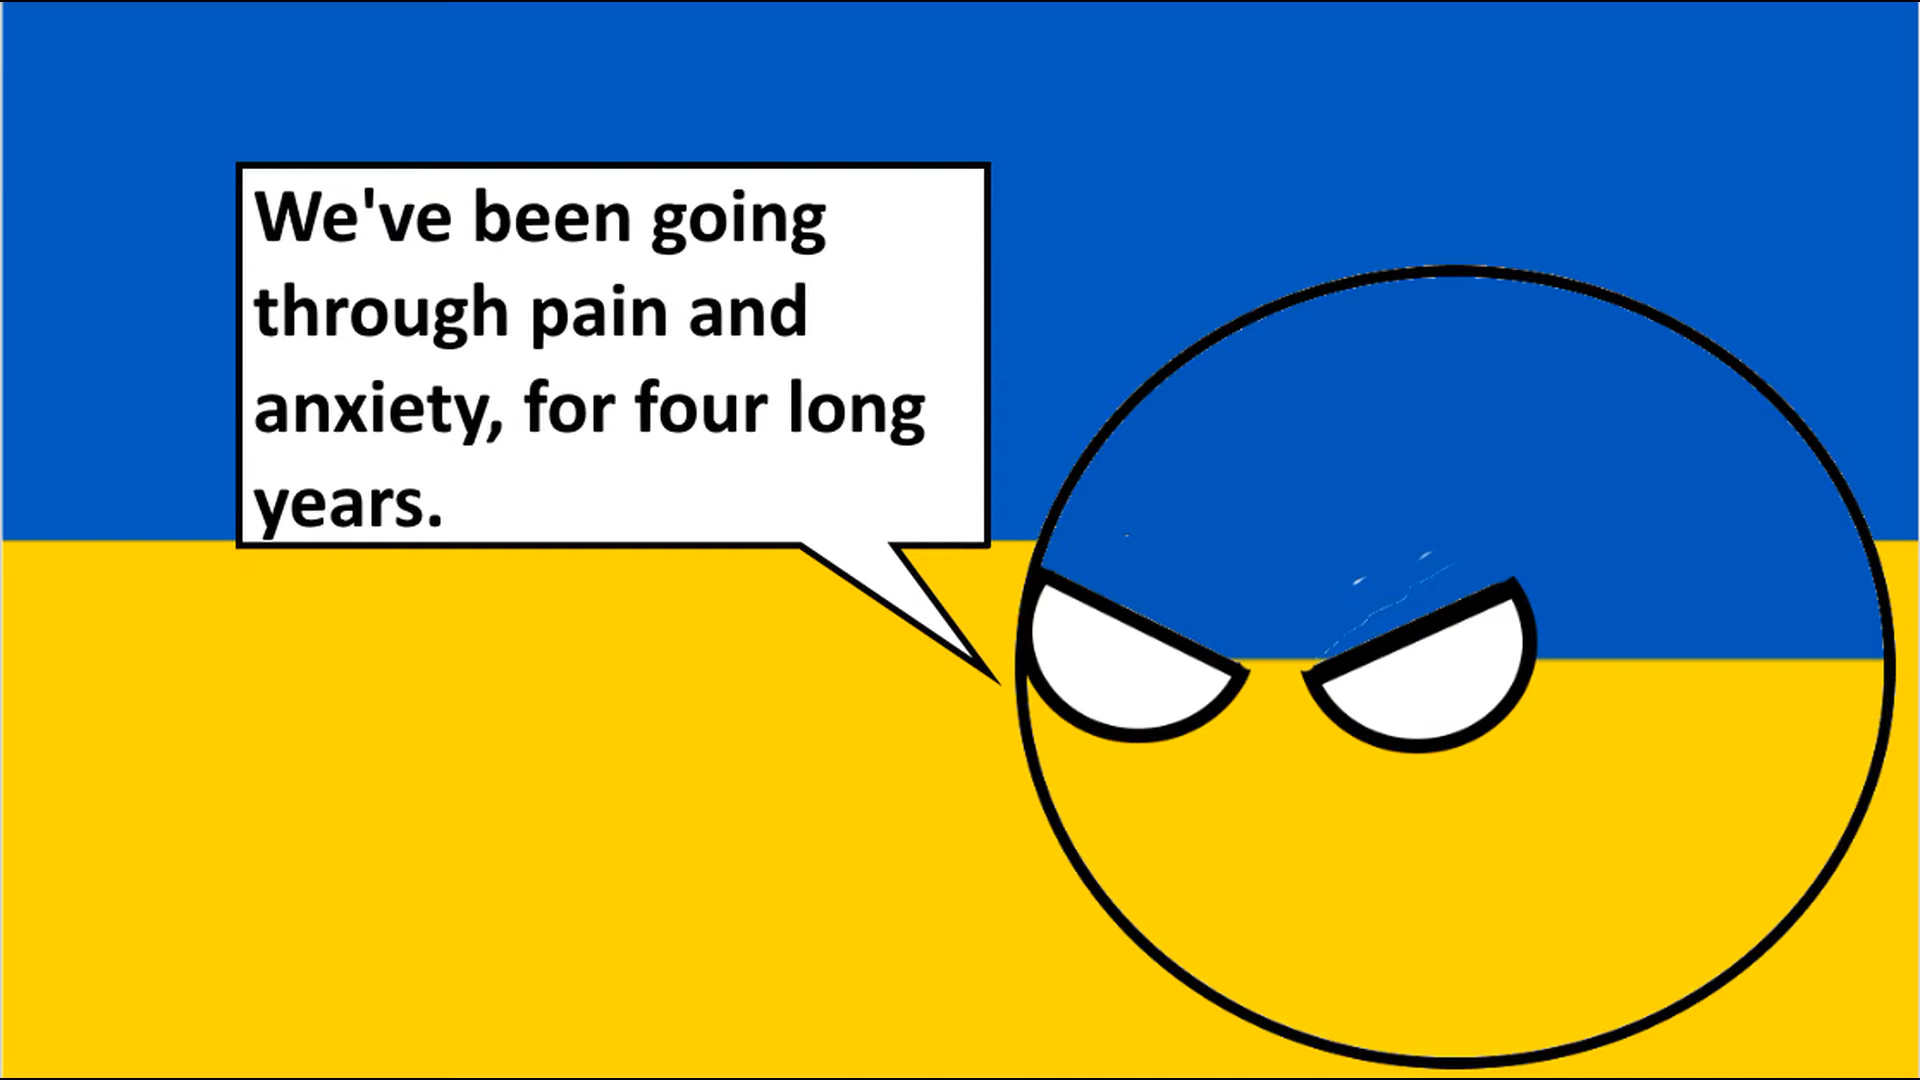 We've been going
through pain and
anxiety, for four long
years.